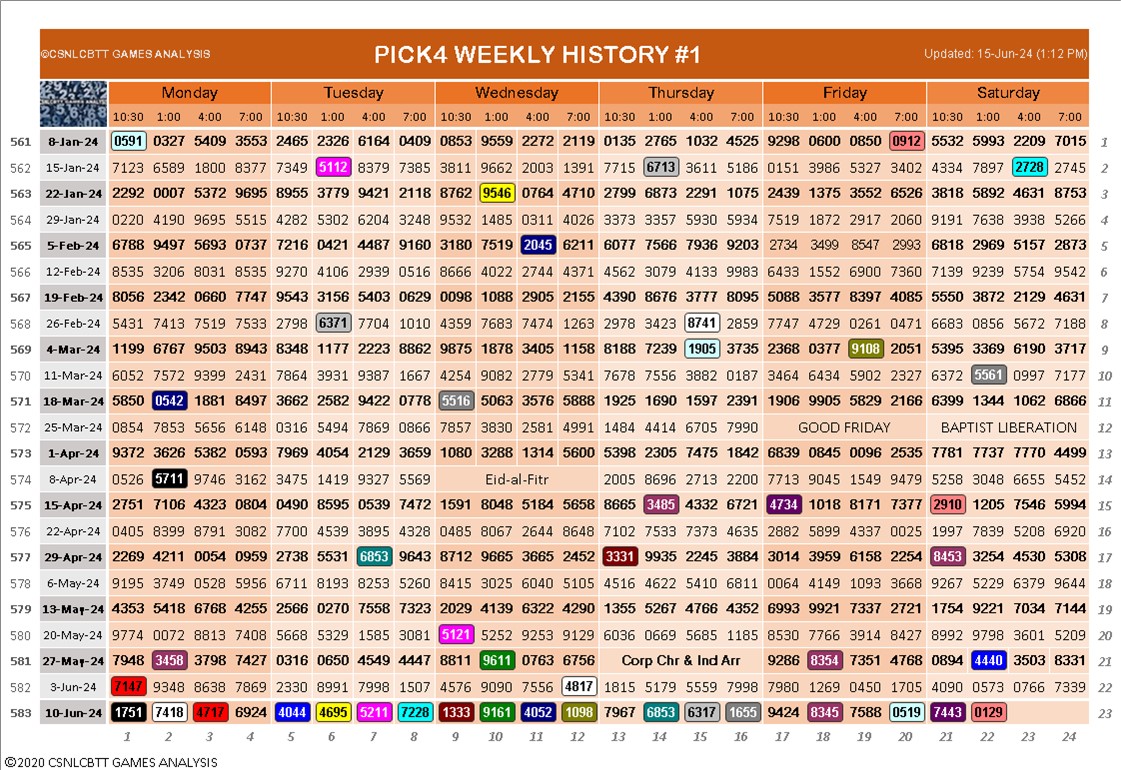 ©CSNLCBTT GAMES ANALYSIS PICK4 WEEKLY HISTORY #1 Updated: 15-Jun-24 (1:12 PM)
Monday Tuesday Wednesday Thursday Friday Saturday
10:30 1:00 4:00 7:00 10:30 1:00 4:00 7:00 10:30 1:00 4:00 7:00 10:30 1:00 4:00 7:00 10:30 1:00 4:00 7:00 10:30 1:00 4:00 7:00
561 8-Jan-24 0591 0327 5409 3553 2465 2326 6164 0409 0853 9559 2272 2119 0135 2765 1032 4525 9298 0600 0850 0912 5532 5993 2209 7015 1
562 15-Jan-24 7123 6589 1800 8377 7349 5112 8379 7385 3811 9662 2003 1391 7715 6713 3611 5186 0151 3986 5327 3402 4334 7897 2728 2745 2
563 22-Jan-24 2292 0007 5372 9695 8955 3779 9421 2118 8762 9546 0764 4710 2799 6873 2291 1075 2439 1375 3552 6526 3818 5892 4631 8753 3
564 29-Jan-24 0220 4190 9695 5515 4282 5302 6204 3248 9532 1485 0311 4026 3373 3357 5930 5934 7519 1872 2917 2060 9191 7638 3938 5266 4
565 5-Feb-24 6788 9497 5693 0737 7216 0421 4487 9160 3180 7519 2045 6211 6077 7566 7936 9203 2734 3499 8547 2993 6818 2969 5157 2873 5
566 12-Feb-24 8535 3206 8031 8535 9270 4106 2939 0516 8666 4022 2744 4371 4562 3079 4133 9983 6433 1552 6900 7360 7139 9239 5754 9542 6
567 19-Feb-24 8056 2342 0660 7747 9543 3156 5403 0629 0098 1088 2905 2155 4390 8676 3777 8095 5088 3577 8397 4085 5550 3872 2129 4631 7
568 26-Feb-24 5431 7413 7519 7533 2798 6371 7704 1010 4359 7683 7474 1263 2978 3423 8741 2859 7747 4729 0261 0471 6683 0856 5672 7188 8
569 4-Mar-24 1199 6767 9503 8943 8348 1177 2223 8862 9875 1878 3405 1158 8188 7239 1905 3735 2368 0377 9108 2051 5395 3369 6190 3717 9
570 11-Mar-24 6052 7572 9399 2431 7864 3931 9387 1667 4254 9082 2779 5341 7678 7556 3882 0187 3464 6434 5902 2327 6372 5561 0997 7177 10
571 18-Mar-24 5850 0542 1881 8497 3662 2582 9422 0778 5516 5063 3576 5888 1925 1690 1597 2391 1906 9905 5829 2166 6399 1344 1062 6866 11
572 25-Mar-24 0854 7853 5656 6148 0316 5494 7869 0866 7857 3830 2581 4991 1484 4414 6705 7990 GOOD FRIDAY BAPTIST LIBERATION 12
573 1-Apr-24 9372 3626 5382 0593 7969 4054 2129 3659 1080 3288 1314 5600 5398 2305 7475 1842 6839 0845 0096 2535 7781 7737 7770 4499 13
574 8-Apr-24 0526 5711 9746 3162 3475 1419 9327 5569 Eid-al-Fitr 2005 8696 2713 2200 7713 9045 1549 9479 5258 3048 6655 5452 14
575 15-Apr-24 2751 7106 4323 0804 0490 8595 0539 7472 1591 8048 5184 5658 8665 3485 4332 6721 4734 1018 8171 7377 2910 1205 7546 5994 15
576 22-Apr-24 0405 8399 8791 3082 7700 4539 3895 4328 0485 8067 2644 8648 7102 7533 7373 4635 2882 5899 4337 0025 1997 7839 5208 6920 16
577 29-Apr-24 2269 4211 0054 0959 2738 5531 6853 9643 8712 9665 3665 2452 3331 9935 2245 3884 3014 3959 6158 2254 8453 3254 4530 5308 17
578 6-May-24 9195 3749 0528 5956 6711 8193 8253 5260 8415 3025 6040 5105 4516 4622 5410 6811 0064 4149 1093 3668 9267 5229 6379 9644 18
579 13-May-24 4353 5418 6768 4255 2566 0270 7558 7323 2029 4139 6322 4290 1355 5267 4766 4352 6993 9921 7337 2721 1754 9221 7034 7144 19
580 20-May-24 9774 0072 8813 7408 5668 5329 1585 3081 5121 5252 9253 9129 6036 0669 5685 1185 8530 7766 3914 8427 8992 9798 3601 5209 20
581 27-May-24 7948 3458 3798 7427 0316 0650 4549 4447 8811 9611 0763 6756 Corp Chr & Ind Arr 9286 8354 7351 4768 0894 4440 3503 8331 21
582 3-Jun-24 7147 9348 8638 7869 2330 8991 7998 1507 4576 9090 7556 4817 1815 5179 5559 7998 7980 1269 0450 1705 4090 0573 0766 7339 22
583 10-Jun-24 1751 7418 4717 6924 4044 4695 5211 7228 1333 9161 4052 1098 7967 6853 6317 1655 9424 8345 7588 0519 7443 0129 23
1 2 3 4 5 6 7 8 9 10 11 12 13 14 15 16 17 18 19 20 21 22 23 24
©2020 CSNLCBTT GAMES ANALYSIS